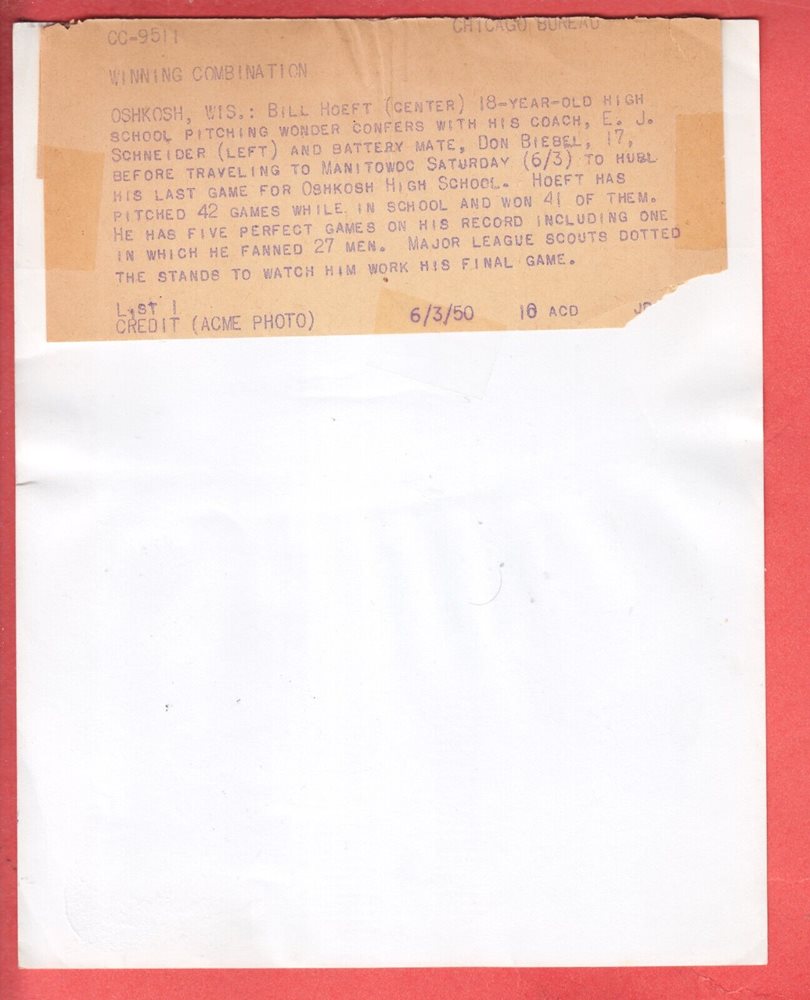 CC-9511 CHICAGO BUREAU
WINNING COMBINATION
OSHKOSH, WIS.: BILL HOEFT (CENTER) 18-YEAR-OLD HIGH
SCHOOL PITCHING WONDER CONFERS WITH HIS COACH, E. J.
SCHNEIDER (LEFT) AND BATTERY MATE, DON BIEBEL, 17,
BEFORE TRAVELING TO MANITOWOC SATURDAY (6/3) TO HURL
HIS LAST GAME FOR OSHKOSH HIGH SCHOOL. HOEFT HAS
PITCHED 42 GAMES WHILE IN SCHOOL AND WON 41 OF THEM.
HE HAS FIVE PERFECT GAMES ON HIS RECORD INCLUDING ONE
IN WHICH HE FANNED 27 MEN. MAJOR LEAGUE SCOUTS DOTTED
THE STANDS TO WATCH HIM WORK HIS FINAL GAME.
L,ST 1
CREDIT (ACME PHOTO) 6/3/50 ACD